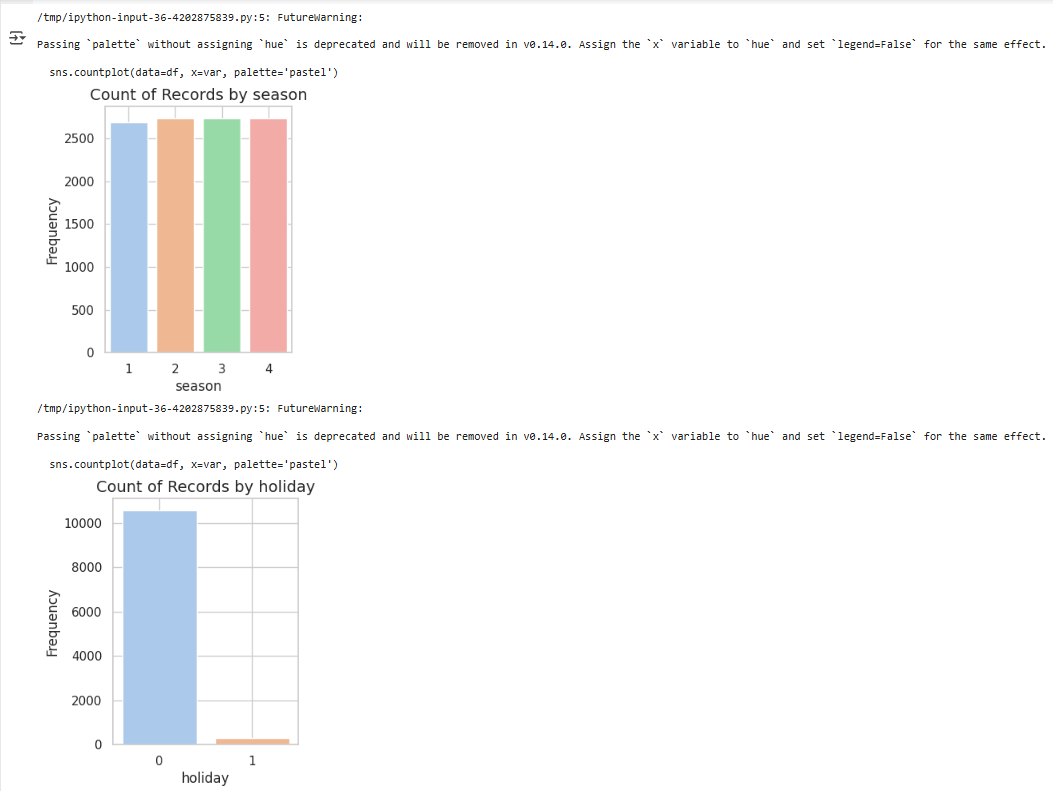 /tmp/ipython-input-36-4202875839.py:5: FutureWarning:
Passing `palette` without assigning `hue` is deprecated and will be removed in v0.14.0. Assign the `x` variable to `hue` and set `legend=False` for the same effect.
sns.countplot(data=df, x=var, palette='pastel')
Count of Records by season
2500
2000
1500
1000
500
0
Frequency
1 2 3 4
season
/tmp/ipython-input-36-4202875839.py:5: FutureWarning:
Passing `palette` without assigning `hue` is deprecated and will be removed in v0.14.0. Assign the `x` variable to `hue` and set `legend=False` for the same effect.
sns.countplot(data=df, x=var, palette='pastel')
Count of Records by holiday
10000
8000
6000
4000
2000
0
Frequency
0 1
holiday